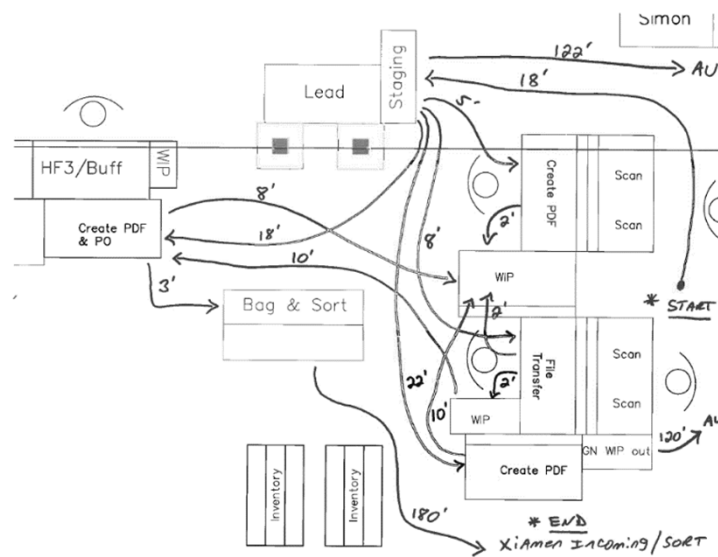 Simon
122'
AU
18'
Staging
Lead
5'
HF3/Buff
WIP
Create PDF
Scan
Scan
Create PDF
& PO
8'
18'
10'
8'
2'
WIP
3'
Bag & Sort
* START
2'
File
Transfer
Scan
Scan
2'
22'
10'
WIP
120'
AU
GN WIP out
Create PDF
Inventory
Inventory
180'
* END
XiAmen Incoming/SORT